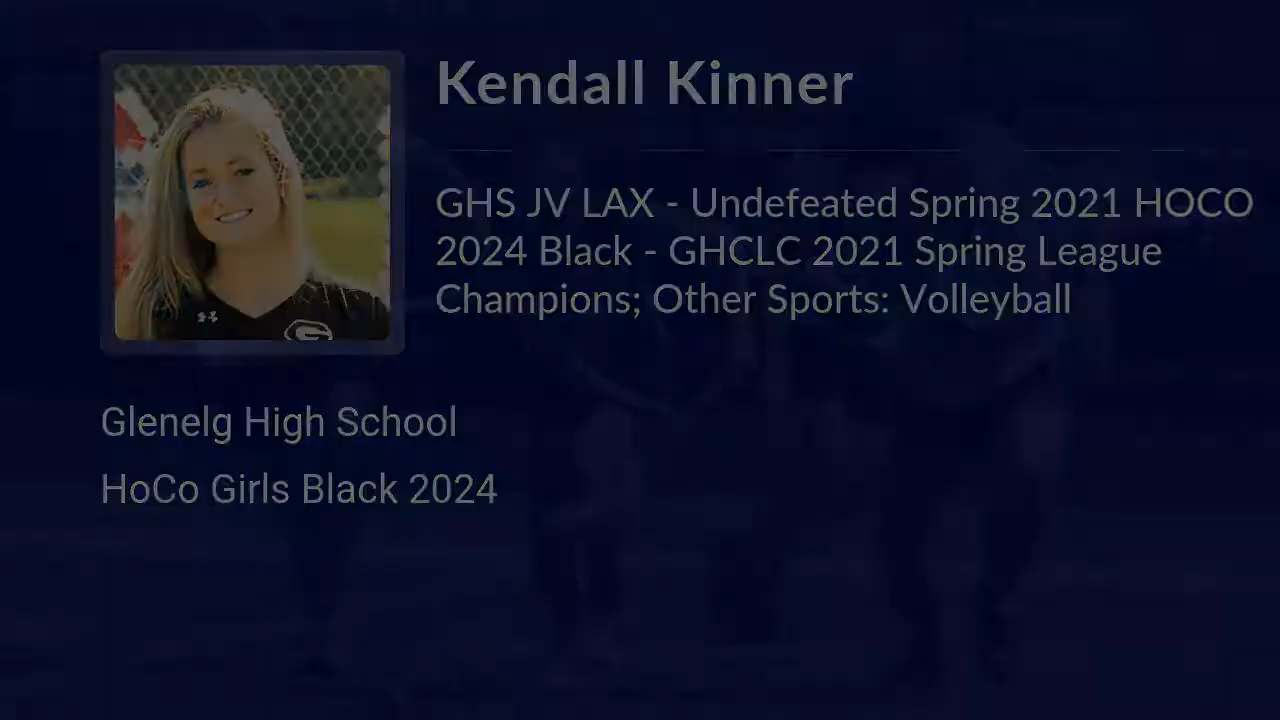 Kendall Kinner
GHS JV LAX - Undefeated Spring 2021 HOCO
2024 Black - GHCLC 2021 Spring League
Champions; Other Sports: Volleyball
G
Glenelg High School
HoCo Girls Black 2024